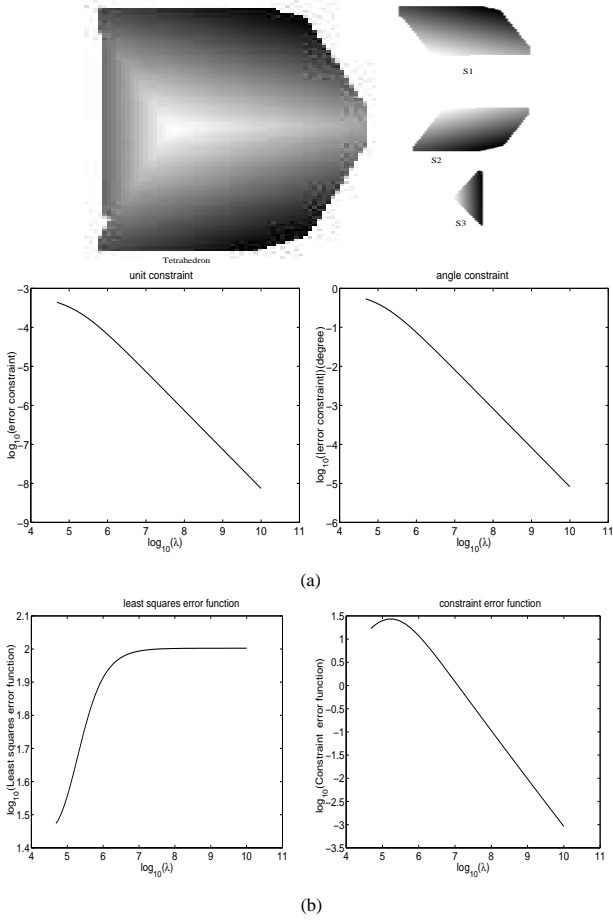 S1
S2
S3
Tetrahedron
unit constraint
−3
−4
−5
−6
−7
−8
−9
4 5 6 7 8 9 10 11
log10(error constraint)
log10(λ)
angle constraint
0
−1
−2
−3
−4
−5
−6
4 5 6 7 8 9 10 11
log10(|error constraint|)(degree)
log10(λ)
(a)
least squares error function
2.1
2
1.9
1.8
1.7
1.6
1.5
1.4
4 5 6 7 8 9 10 11
log10(Least squares error function)
log10(λ)
constraint error function
1.5
1
0.5
0
−0.5
−1
−1.5
−2
−2.5
−3
−3.5
4 5 6 7 8 9 10 11
log10(Constraint error function)
log10(λ)
(b)